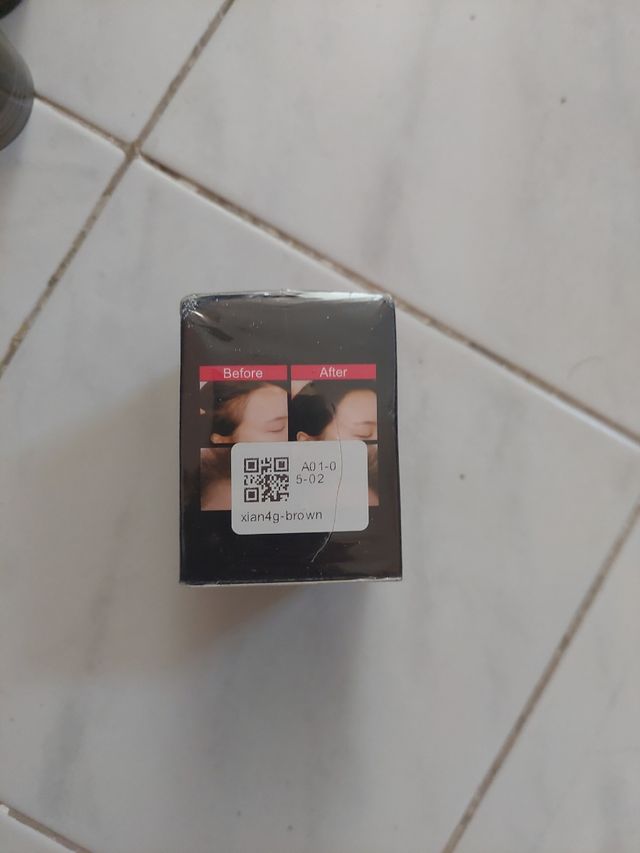 Before After
A01-0
5-02
xian4g-brown